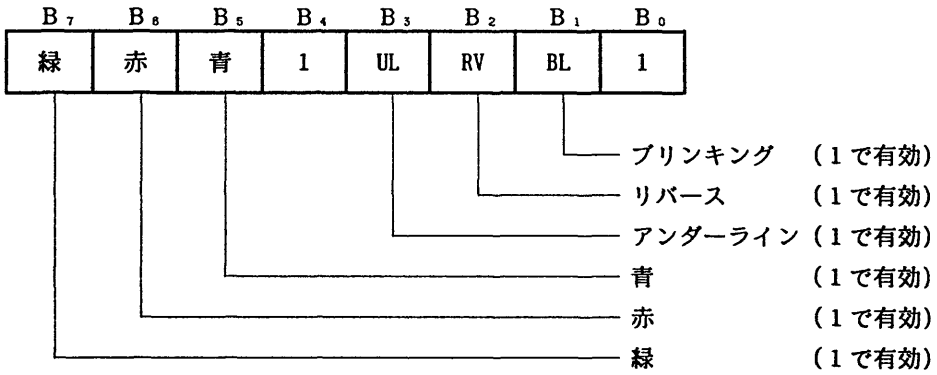 B₇ B₆ B₅ B₄ B₃ B₂ B₁ B₀
緑 赤 青 1 UL RV BL 1
ブリンキング (1で有効)
リバース (1で有効)
アンダーライン (1で有効)
青 (1で有効)
赤 (1で有効)
緑 (1で有効)